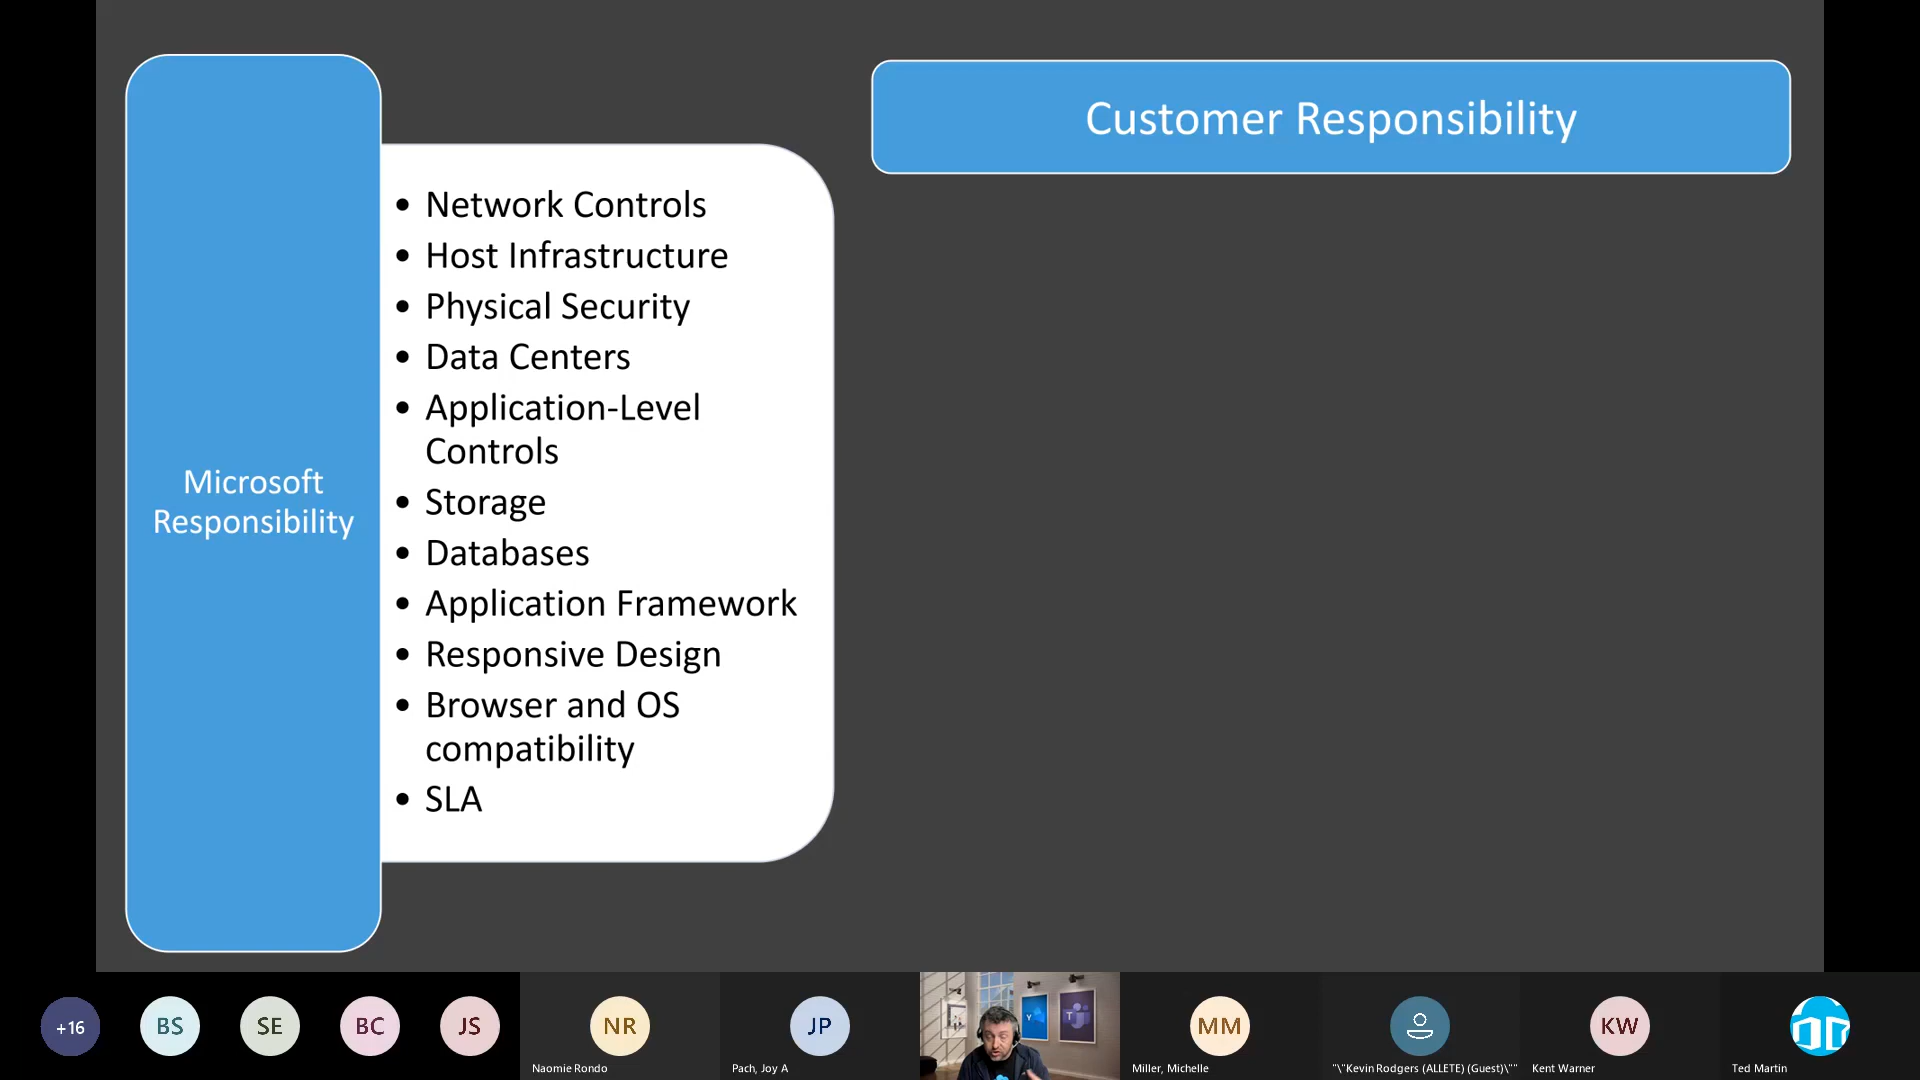 Customer Responsibility
Microsoft
Responsibility
• Network Controls
• Host Infrastructure
• Physical Security
• Data Centers
• Application-Level
Controls
• Storage
• Databases
• Application Framework
• Responsive Design
• Browser and OS
compatibility
• SLA
+16
BS
SE
BC
JS
NR
Naomie Rondo
JP
Pach, Joy A
MM
Miller, Michelle
"\"Kevin Rodgers (ALLETE) (Guest)\""
KW
Kent Warner
Ted Martin